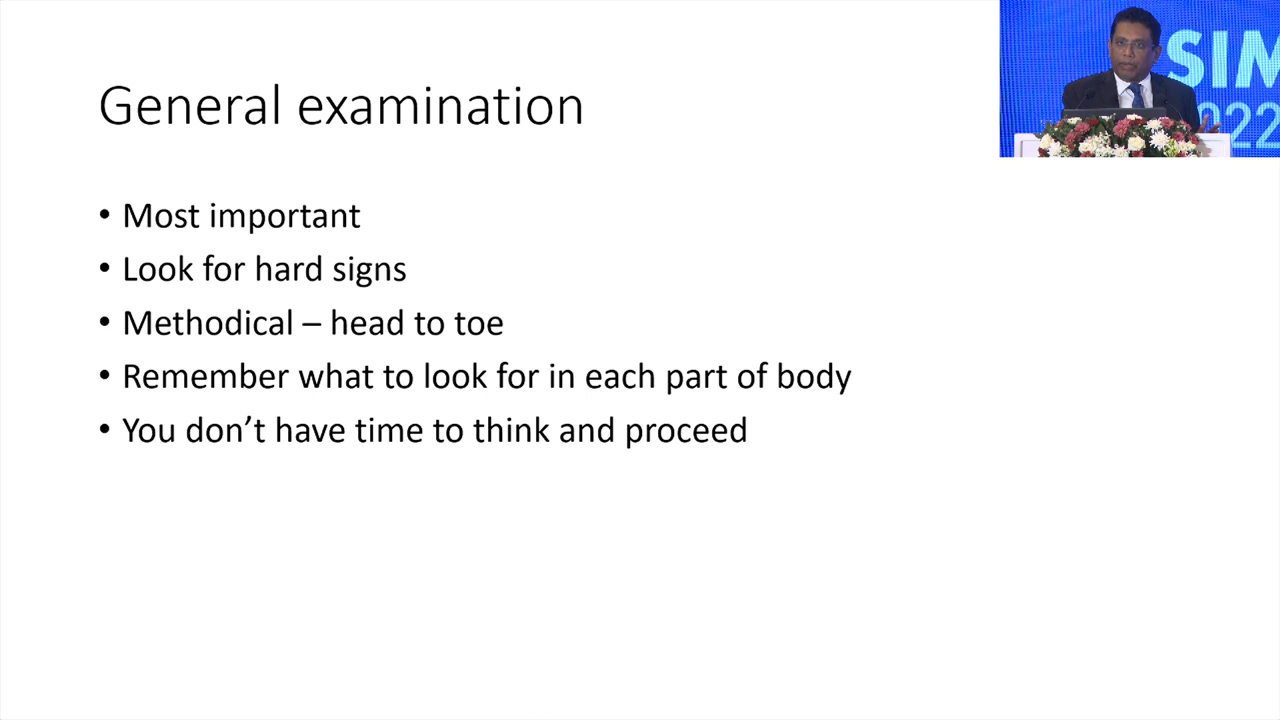 General examination
• Most important
• Look for hard signs
• Methodical – head to toe
• Remember what to look for in each part of body
• You don’t have time to think and proceed
SIM
022